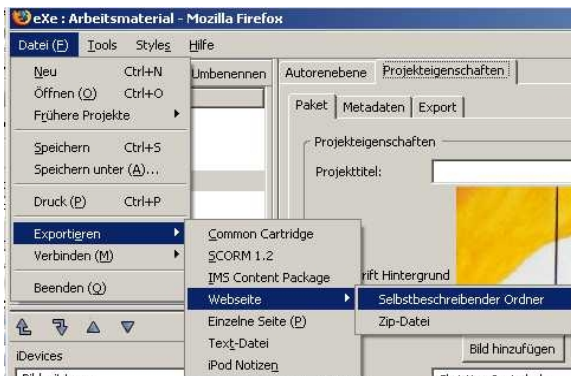 eXe : Arbeitsmaterial - Mozilla Firefox
Datei (F) Tools Styles Hilfe
Neu Ctrl+N
Öffnen (O) Ctrl+O
Frühere Projekte
Speichern Ctrl+S
Speichern unter (A)...
Druck (P) Ctrl+P
Exportieren
Verbinden (M)
Beenden (Q)
Umbenennen
Autorenebene Projekteigenschaften
Paket Metadaten Export
Projekteigenschaften
Projekttitel:
Common Cartridge
SCORM 1.2
IMS Content Package
Webseite
Einzelne Seite (P)
Text-Datei
iPod Notizen
rift Hintergrund
Selbstbeschreibender Ordner
Zip-Datei
Bild hinzufügen
iDevices